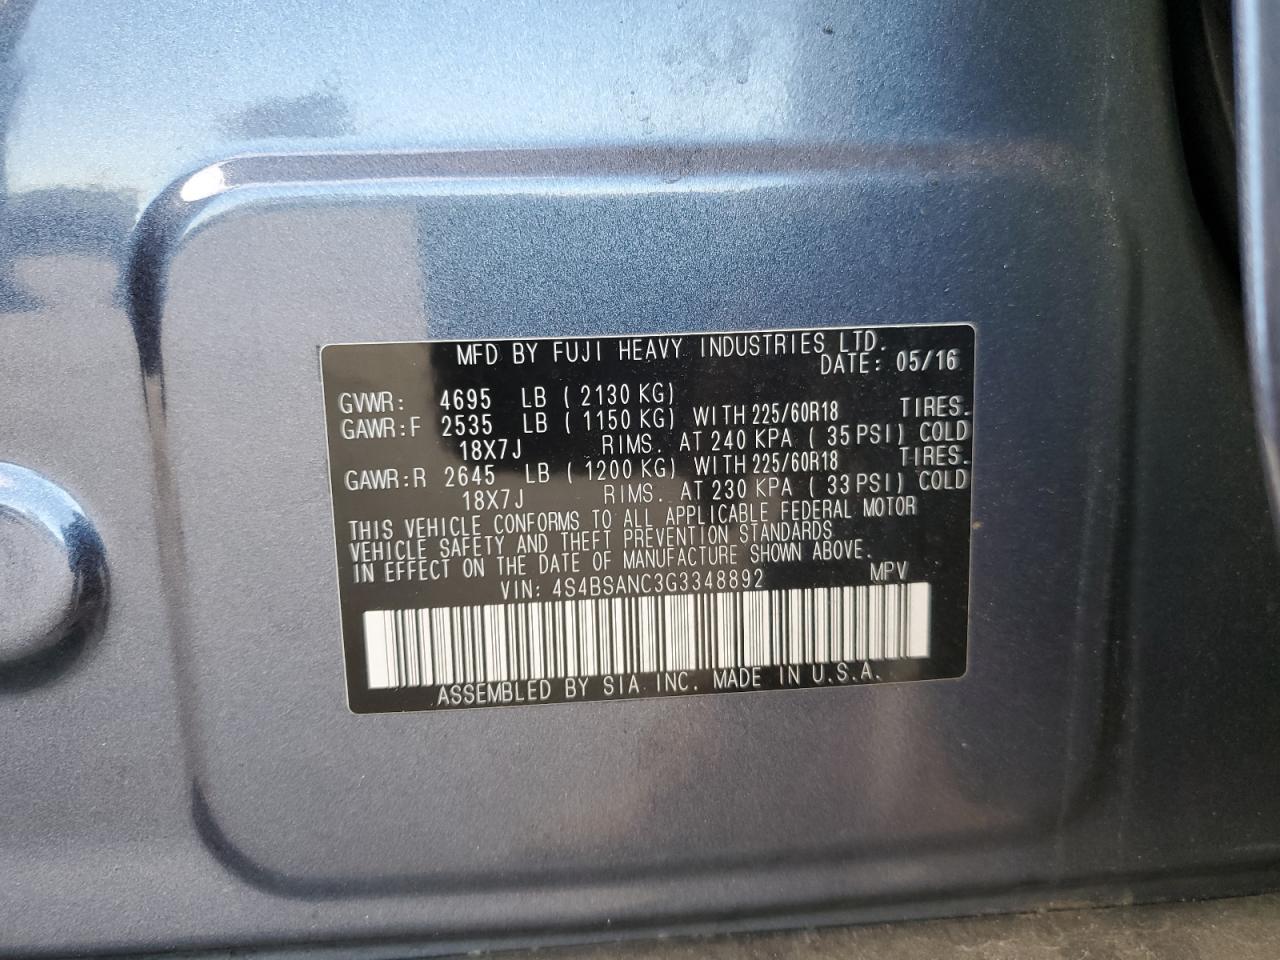 MFD BY FUJI HEAVY INDUSTRIES LTD.
DATE: 05/16
GVWR: 4695 LB ( 2130 KG)
GAWR:F 2535 LB ( 1150 KG) WITH 225/60R18 TIRES.
18X7J RIMS. AT 240 KPA ( 35 PSI) COLD
GAWR:R 2645 LB ( 1200 KG) WITH 225/60R18 TIRES.
18X7J RIMS. AT 230 KPA ( 33 PSI) COLD
THIS VEHICLE CONFORMS TO ALL APPLICABLE FEDERAL MOTOR
VEHICLE SAFETY AND THEFT PREVENTION STANDARDS
IN EFFECT ON THE DATE OF MANUFACTURE SHOWN ABOVE.
VIN: 4S4BSANC3G3348892 MPV
ASSEMBLED BY SIA INC. MADE IN U.S.A.